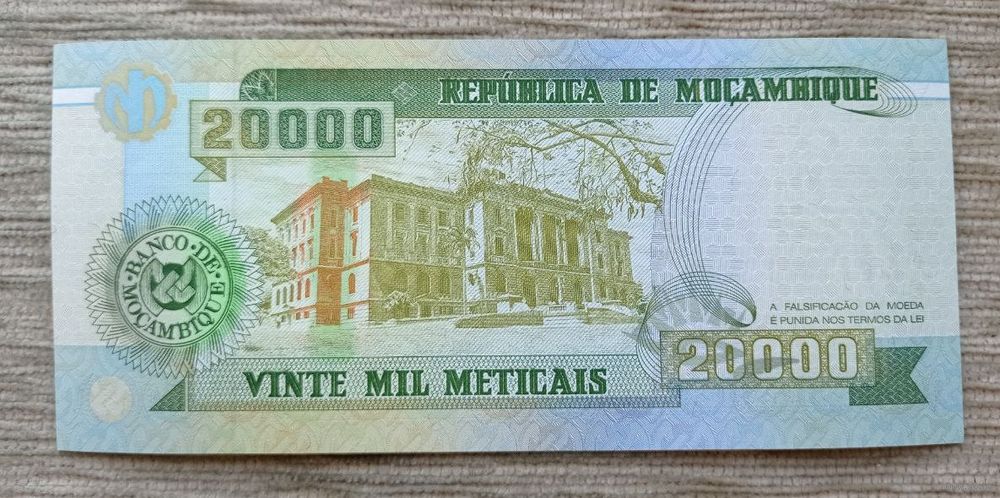 REPÚBLICA DE MOÇAMBIQUE
20000
BANCO · DE · MOÇAMBIQUE ·
A FALSIFICAÇÃO DA MOEDA
É PUNIDA NOS TERMOS DA LEI
20000
VINTE MIL METICAIS